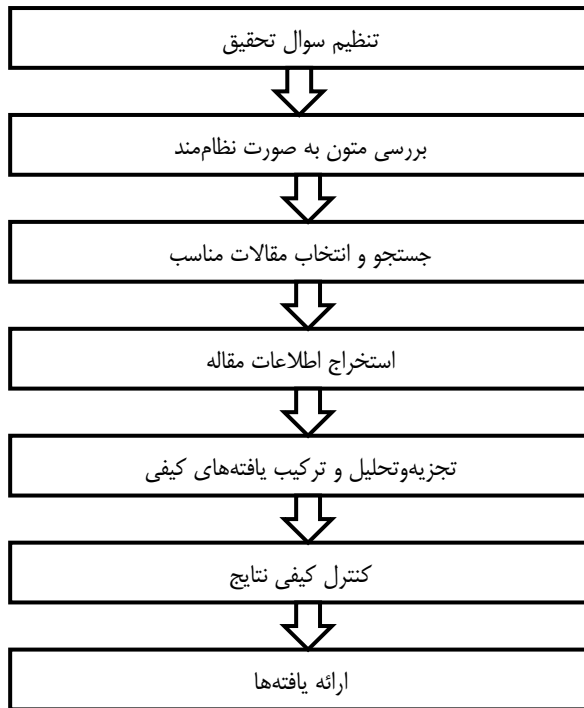 تنظیم سوال تحقیق
بررسی متون به صورت نظام‌مند
جستجو و انتخاب مقالات مناسب
استخراج اطلاعات مقاله
تجزیه‌وتحلیل و ترکیب یافته‌های کیفی
کنترل کیفی نتایج
ارائه یافته‌ها